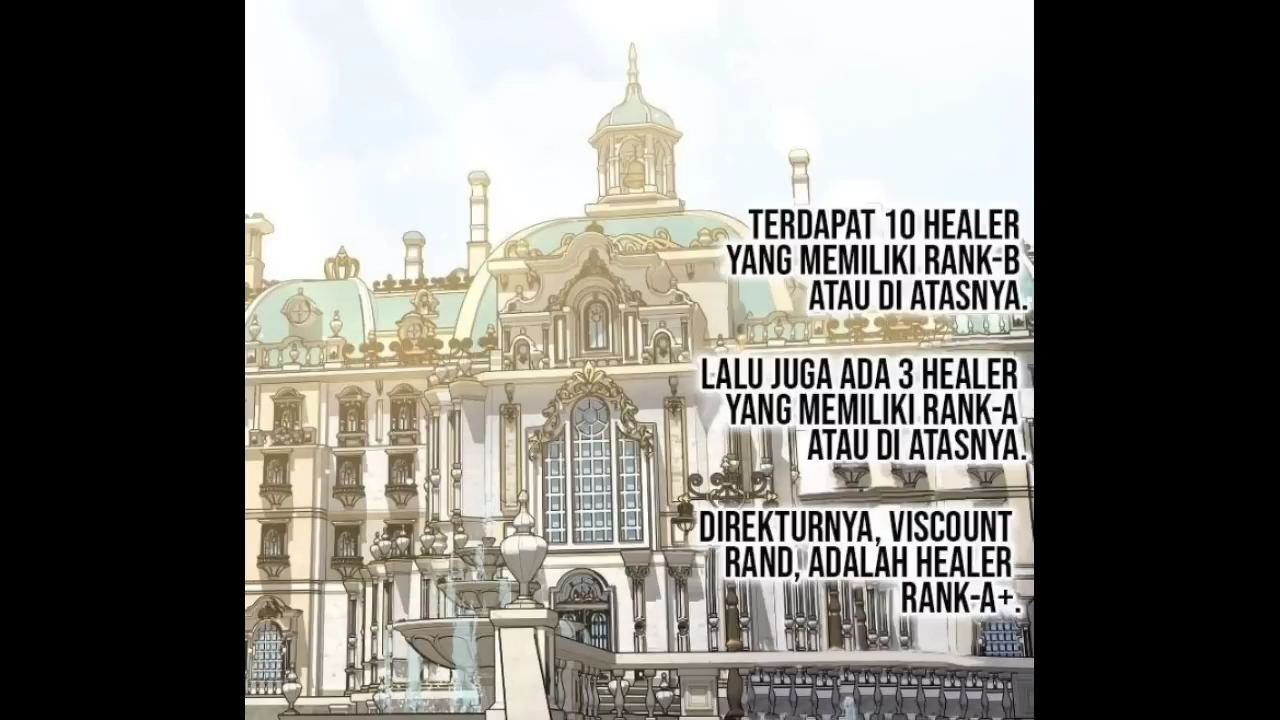 TERDAPAT 10 HEALER
YANG MEMILIKI RANK-B
ATAU DI ATASNYA.
LALU JUGA ADA 3 HEALER
YANG MEMILIKI RANK-A
ATAU DI ATASNYA.
DIREKTURNYA, VISCOUNT
RAND, ADALAH HEALER
RANK-A+.